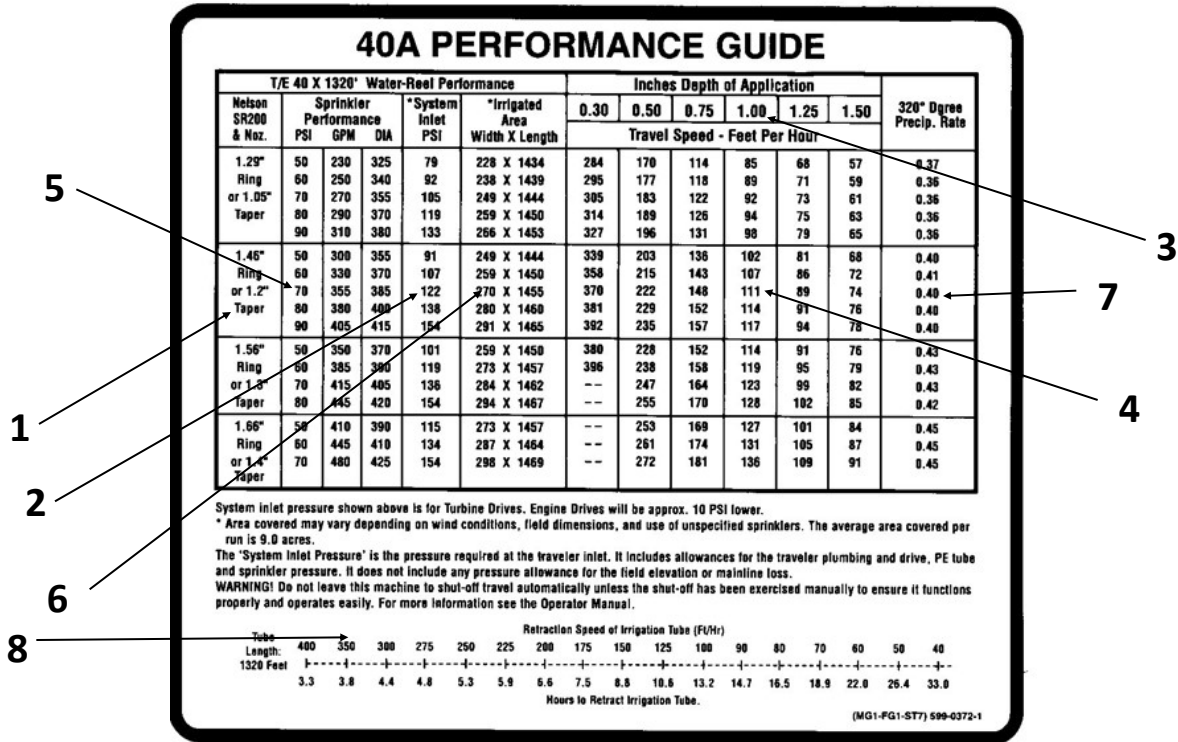 40A PERFORMANCE GUIDE
T/E 40 X 1320' Water-Reel Performance Inches Depth of Application 320° Dgree Precip. Rate
Nelson SR200 & Noz. Sprinkler Performance *System Inlet PSI *Irrigated Area Width X Length 0.30 0.50 0.75 1.00 1.25 1.50
PSI GPM DIA Travel Speed - Feet Per Hour
1.29" 50 230 325 79 228 X 1434 284 170 114 85 68 57 0.37
Ring 60 250 340 92 238 X 1439 295 177 118 89 71 59 0.36
or 1.05" 70 270 355 105 249 X 1444 305 183 122 92 73 61 0.36
Taper 80 290 370 119 259 X 1450 314 189 126 94 75 63 0.36
90 310 380 133 266 X 1453 327 196 131 98 79 65 0.36
1.46" 50 300 355 91 249 X 1444 339 203 136 102 81 68 0.40
Ring 60 330 370 107 259 X 1450 358 215 143 107 86 72 0.41
or 1.2" 70 355 385 122 270 X 1455 370 222 148 111 89 74 0.40
Taper 80 380 400 138 280 X 1460 381 229 152 114 91 76 0.40
90 405 415 154 291 X 1465 392 235 157 117 94 78 0.40
1.56" 50 350 370 101 259 X 1450 380 228 152 114 91 76 0.43
Ring 60 385 390 119 273 X 1457 396 238 158 119 95 79 0.43
or 1.3" 70 415 405 136 284 X 1462 -- 247 164 123 99 82 0.43
Taper 80 445 420 154 294 X 1467 -- 255 170 128 102 85 0.42
1.66" 50 410 390 115 273 X 1457 -- 253 169 127 101 84 0.45
Ring 60 445 410 134 287 X 1464 -- 261 174 131 105 87 0.45
or 1.4" 70 480 425 154 298 X 1469 -- 272 181 136 109 91 0.45
Taper
System inlet pressure shown above is for Turbine Drives. Engine Drives will be approx. 10 PSI lower.
* Area covered may vary depending on wind conditions, field dimensions, and use of unspecified sprinklers. The average area covered per
run is 9.0 acres.
The 'System Inlet Pressure' is the pressure required at the traveler inlet. It includes allowances for the traveler plumbing and drive, PE tube
and sprinkler pressure. It does not include any pressure allowance for the field elevation or mainline loss.
WARNING! Do not leave this machine to shut-off travel automatically unless the shut-off has been exercised manually to ensure it functions
properly and operates easily. For more information see the Operator Manual.
Retraction Speed of Irrigation Tube (Ft/Hr)
Tube Length: 1320 Feet
400 350 300 275 250 225 200 175 150 125 100 90 80 70 60 50 40
3.3 3.8 4.4 4.8 5.3 5.9 6.6 7.5 8.8 10.6 13.2 14.7 16.5 18.9 22.0 26.4 33.0
Hours to Retract Irrigation Tube.
(MG1-FG1-ST7) 599-0372-1
5
1
2
6
8
3
7
4